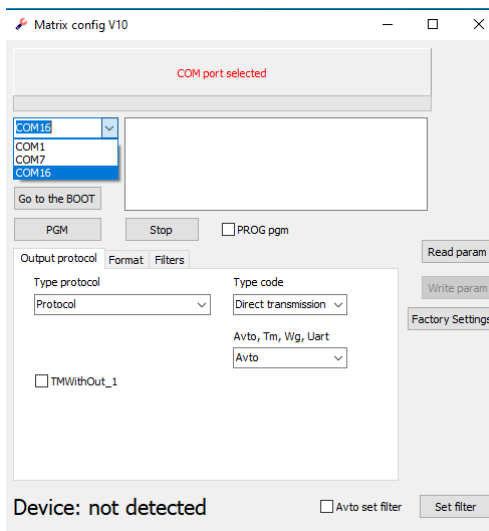 Matrix config V10
COM port selected
COM16
COM1
COM7
COM16
Go to the BOOT
PGM
Stop
PROG pgm
Output protocol
Format
Filters
Read param
Type protocol
Type code
Write param
Protocol
Direct transmission
Factory Settings
Avto, Tm, Wg, Uart
Avto
TMWithOut_1
Device: not detected
Avto set filter
Set filter